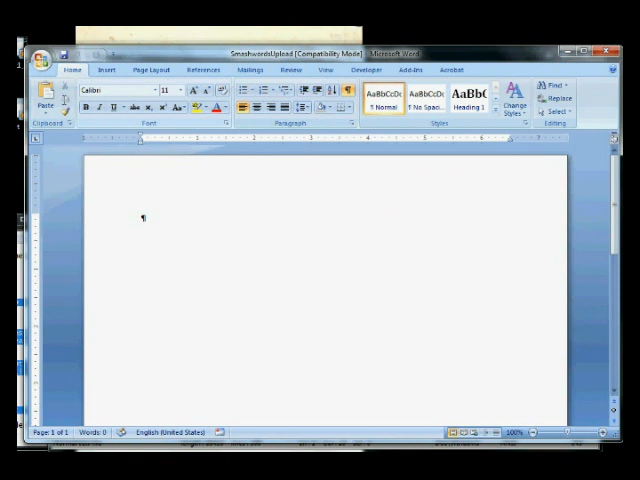 SmashwordsUpload [Compatibility Mode] - Microsoft Word
Home Insert Page Layout References Mailings Review View Developer Add-Ins Acrobat
Calibri 11
Paste
AaBbCcDc AaBbCcDc AaBbC
¶ Normal ¶ No Spaci... Heading 1
Change Styles
Find
Replace
Select
Clipboard Font Paragraph Styles Editing
¶
Page: 1 of 1 Words: 0 English (United States) 100%